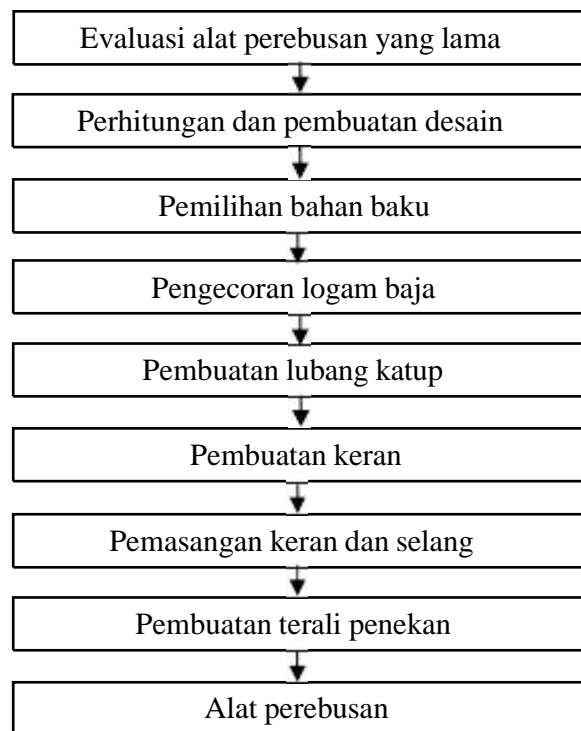 Evaluasi alat perebusan yang lama
Perhitungan dan pembuatan desain
Pemilihan bahan baku
Pengecoran logam baja
Pembuatan lubang katup
Pembuatan keran
Pemasangan keran dan selang
Pembuatan terali penekan
Alat perebusan